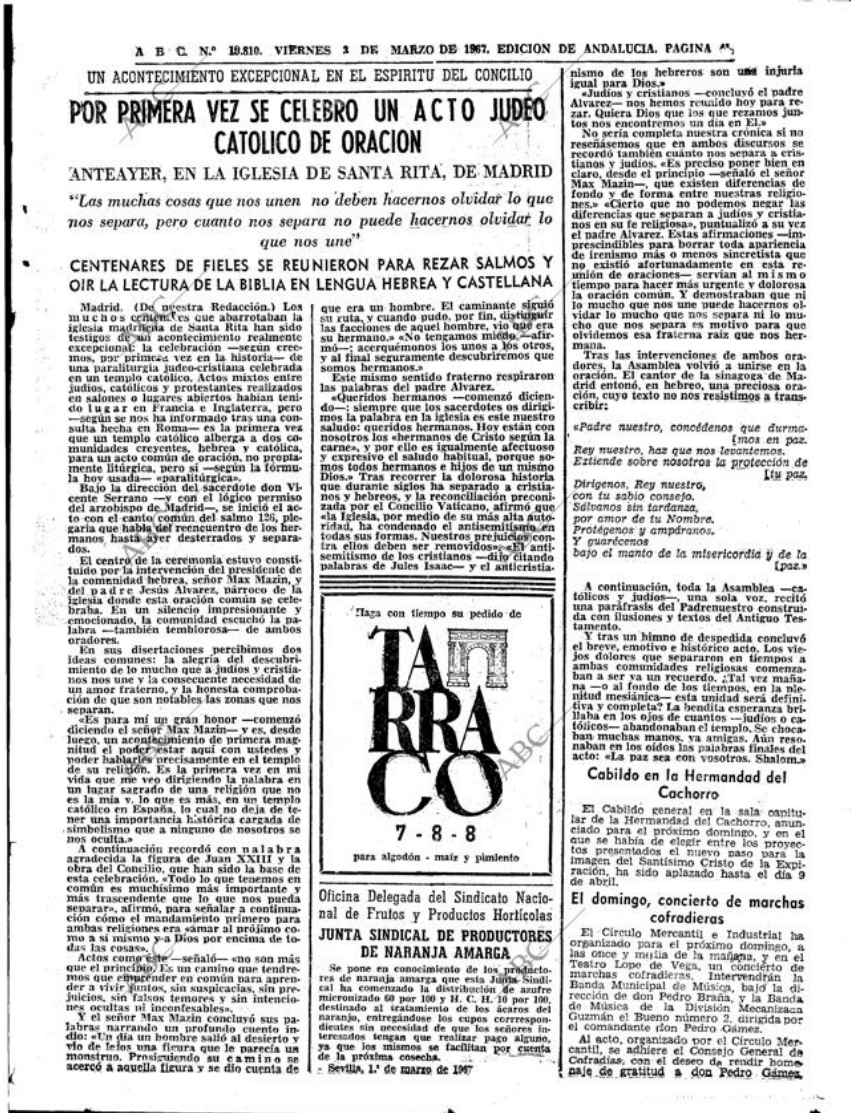 A B C. N.º 19.810. VIERNES 3 DE MARZO DE 1967. EDICION DE ANDALUCIA. PAGINA
UN ACONTECIMIENTO EXCEPCIONAL EN EL ESPIRITU DEL CONCILIO
POR PRIMERA VEZ SE CELEBRO UN ACTO JUDEO
CATOLICO DE ORACION
ANTEAYER, EN LA IGLESIA DE SANTA RITA, DE MADRID
"Las muchas cosas que nos unen no deben hacernos olvidar lo que
nos separa, pero cuanto nos separa no puede hacernos olvidar lo
que nos une"
CENTENARES DE FIELES SE REUNIERON PARA REZAR SALMOS Y
OIR LA LECTURA DE LA BIBLIA EN LENGUA HEBREA Y CASTELLANA
Madrid. (De nuestra Redacción.) Los
muchos centenares que abarrotaban la
iglesia madrileña de Santa Rita han sido
testigos de un acontecimiento realmente
excepcional: la celebración —según cree-
mos, por primera vez en la historia— de
una paraliturgia judeo-cristiana celebrada
en un templo católico. Actos mixtos entre
judíos, católicos y protestantes realizados
en salones o lugares abiertos habían teni-
do lugar en Francia e Inglaterra, pero
—según se nos ha informado tras una con-
sulta hecha en Roma— es la primera vez
que un templo católico alberga a dos co-
munidades creyentes, hebrea y católica,
para un acto común de oración, no propia-
mente litúrgica, pero sí —según la fórmu-
la hoy usada— «paralitúrgica».
Bajo la dirección del sacerdote don Vi-
cente Serrano —y con el lógico permiso
del arzobispo de Madrid—, se inició el ac-
to con el canto común del salmo 126, ple-
garia que habla del reencuentro de los her-
manos hasta ayer desterrados y separa-
dos.
El centro de la ceremonia estuvo consti-
tuido por la intervención del presidente de
la comunidad hebrea, señor Max Mazin, y
del padre Jesús Alvarez, párroco de la
iglesia donde esta oración común se cele-
braba. En un silencio impresionante y
emocionado, la comunidad escuchó la pa-
labra —también temblorosa— de ambos
oradores.
En sus disertaciones percibimos dos
ideas comunes: la alegría del descubri-
miento de lo mucho que a judíos y cristia-
nos nos une y la consecuente necesidad de
un amor fraterno, y la honesta comproba-
ción de que son notables las zonas que nos
separan.
«Es para mí un gran honor —comenzó
diciendo el señor Max Mazin— y es, desde
luego, un acontecimiento de primera mag-
nitud el poder estar aquí con ustedes y
poder hablarles precisamente en el templo
de su religión. Es la primera vez en mi
vida que me veo dirigiendo la palabra en
un lugar sagrado de una religión que no
es la mía y, lo que es más, en un templo
católico en España, lo cual no deja de te-
ner una importancia histórica cargada de
simbolismo que a ninguno de nosotros se
nos oculta.»
A continuación recordó con palabra
agradecida la figura de Juan XXIII y la
obra del Concilio, que han sido la base de
esta celebración. «Todo lo que tenemos en
común es muchísimo más importante y
más trascendente que lo que nos pueda
separar», afirmó, para señalar a continua-
ción cómo el mandamiento primero para
ambas religiones era «amar al prójimo co-
mo a sí mismo y a Dios por encima de to-
das las cosas».
Actos como éste —señaló— «no son más
que el principio. Es un camino que tendre-
mos que emprender en común para apren-
der a vivir juntos, sin suspicacias, sin pre-
juicios, sin falsos temores y sin intencio-
nes ocultas ni inconfesables».
Y el señor Max Mazin concluyó sus pa-
labras narrando un profundo cuento in-
dio: «Un día un hombre salió al desierto y
vio de lejos una figura que le parecía un
monstruo. Prosiguiendo su camino se
acercó a aquella figura y se dio cuenta de
que era un hombre. El caminante siguió
su ruta, y cuando pudo, por fin, distinguir
las facciones de aquel hombre, vio que era
su hermano.» «No tengamos miedo —afir-
mó—; acerquémonos los unos a los otros,
y al final seguramente descubriremos que
somos hermanos.»
Este mismo sentido fraterno respiraron
las palabras del padre Alvarez.
«Queridos hermanos —comenzó dicien-
do—: siempre que los sacerdotes os dirigi-
mos la palabra en la iglesia es este nuestro
saludo: queridos hermanos. Hoy están con
nosotros los «hermanos de Cristo según la
carne», y por ello es igualmente afectuoso
y expresivo el saludo habitual, porque so-
mos todos hermanos e hijos de un mismo
Dios.» Tras recorrer la dolorosa historia
que durante siglos ha separado a cristia-
nos y hebreos, y la reconciliación preconi-
zada por el Concilio Vaticano, afirmó que
«la Iglesia, por medio de su más alta auto-
ridad, ha condenado el antisemitismo en
todas sus formas. Nuestros prejuicios con-
tra ellos deben ser removidos». «El anti-
semitismo de los cristianos —dijo citando
palabras de Jules Isaac— y el anticristia-
Haga con tiempo su pedido de
TARRACO
7-8-8
para algodón - maíz y pimiento
Oficina Delegada del Sindicato Nacio-
nal de Frutos y Productos Hortícolas
JUNTA SINDICAL DE PRODUCTORES
DE NARANJA AMARGA
Se pone en conocimiento de los producto-
res de naranja amarga que esta Junta Sindi-
cal ha comenzado la distribución de azufre
micronizado 60 por 100 y H. C. H. 10 por 100,
destinado al tratamiento de los ácaros del
naranjo, entregándose los cupos correspon-
dientes sin necesidad de que los señores in-
teresados tengan que realizar pago alguno,
ya que los mismos se facilitan por cuenta
de la próxima cosecha.
Sevilla, 1.º de marzo de 1967
nismo de los hebreros son una injuria
igual para Dios.»
«Judíos y cristianos —concluyó el padre
Alvarez— nos hemos reunido hoy para re-
zar. Quiera Dios que los que rezamos jun-
tos nos encontremos un día en El.»
No sería completa nuestra crónica si no
reseñásemos que en ambos discursos se
recordó también cuánto nos separa a cris-
tianos y judíos. «Es preciso poner bien en
claro, desde el principio —señaló el señor
Max Mazin—, que existen diferencias de
fondo y de forma entre nuestras religio-
nes.» «Cierto que no podemos negar las
diferencias que separan a judíos y cristia-
nos en su fe religiosa», puntualizó a su vez
el padre Alvarez. Estas afirmaciones —im-
prescindibles para borrar toda apariencia
de irenismo más o menos sincretista que
no existió afortunadamente en esta re-
unión de oraciones— servían al mismo
tiempo para hacer más urgente y dolorosa
la oración común. Y demostraban que ni
lo mucho que nos une puede hacernos ol-
vidar lo mucho que nos separa ni lo mu-
cho que nos separa es motivo para que
olvidemos esa fraterna raíz que nos her-
mana.
Tras las intervenciones de ambos ora-
dores, la Asamblea volvió a unirse en la
oración. El cantor de la sinagoga de Ma-
drid entonó, en hebreo, una preciosa ora-
ción, cuyo texto no nos resistimos a trans-
cribir:
«Padre nuestro, concédenos que durma-
[mos en paz.
Rey nuestro, haz que nos levantemos.
Extiende sobre nosotros la protección de
[tu paz.
Dirígenos, Rey nuestro,
con tu sabio consejo.
Sálvanos sin tardanza,
por amor de tu Nombre.
Protégenos y ampáranos.
Y guarécenos
bajo el manto de la misericordia y de la
[paz.»
A continuación, toda la Asamblea —ca-
tólicos y judíos—, a una sola voz, recitó
una paráfrasis del Padrenuestro construi-
da con ilusiones y textos del Antiguo Tes-
tamento.
Y tras un himno de despedida concluyó
el breve, emotivo e histórico acto. Los vie-
jos dolores que separaron en tiempos a
ambas comunidades religiosas comenza-
ban a ser ya un recuerdo. ¿Tal vez maña-
na —o al fondo de los tiempos, en la ple-
nitud mesiánica— esta unidad será defini-
tiva y completa? La bendita esperanza bri-
llaba en los ojos de cuantos —judíos o ca-
tólicos— abandonaban el templo. Se choca-
ban muchas manos, ya amigas. Aún reso-
naban en los oídos las palabras finales del
acto: «La paz sea con vosotros. Shalom.»
Cabildo en la Hermandad del
Cachorro
El Cabildo general en la sala capitu-
lar de la Hermandad del Cachorro, anun-
ciado para el próximo domingo, y en el
que se había de elegir entre los proyec-
tos presentados el nuevo paso para la
imagen del Santísimo Cristo de la Expi-
ración, ha sido aplazado hasta el día 9
de abril.
El domingo, concierto de marchas
cofradieras
El Círculo Mercantil e Industrial ha
organizado para el próximo domingo, a
las once y media de la mañana, y en el
Teatro Lope de Vega, un concierto de
marchas cofradieras. Intervendrán la
Banda Municipal de Música, bajo la di-
rección de don Pedro Braña, y la Banda
de Música de la División Mecanizada
Guzmán el Bueno número 2, dirigida por
el comandante don Pedro Gámez.
Al acto, organizado por el Círculo Mer-
cantil, se adhiere el Consejo General de
Cofradías, con el deseo de rendir home-
naje de gratitud a don Pedro Gámez,